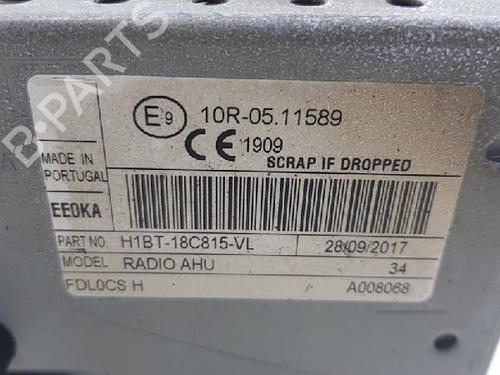 E9 10R-05.11589
CE 1909
SCRAP IF DROPPED
MADE IN
PORTUGAL
EE0KA
PART NO. H1BT-18C815-VL 28/09/2017
MODEL RADIO AHU 34
FDL0CS H A008068
B-PARTS